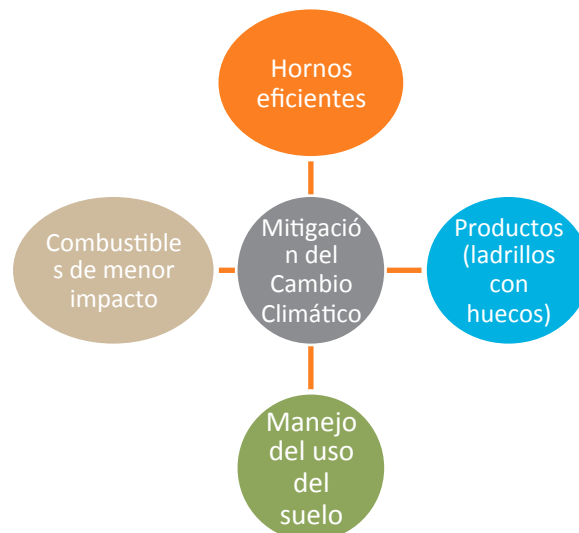 Hornos
eficientes
Combustible
s de menor
impacto
Mitigació
n del
Cambio
Climático
Productos
(ladrillos
con
huecos)
Manejo
del uso
del
suelo